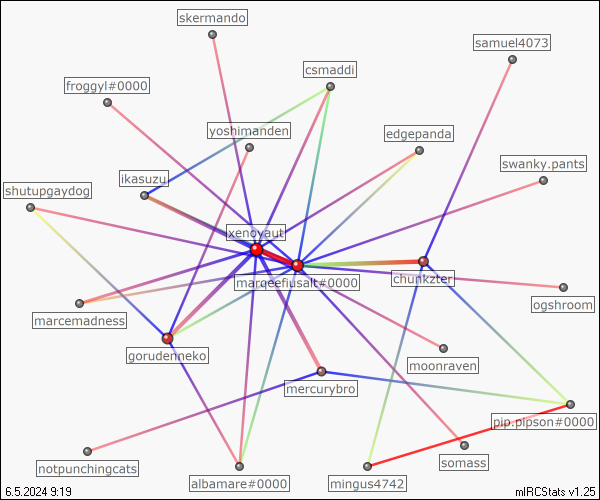 skermando
samuel4073
csmaddi
froggyl#0000
yoshimanden
edgepanda
swanky.pants
ikasuzu
shutupgaydog
xenoyaut
marqeefiusalt#0000
chunkzter
ogshroom
marcemadness
gorudenneko
moonraven
mercurybro
pip.pipson#0000
notpunchingcats
somass
albamare#0000
mingus4742
6.5.2024 9:19
mIRCStats v1.25